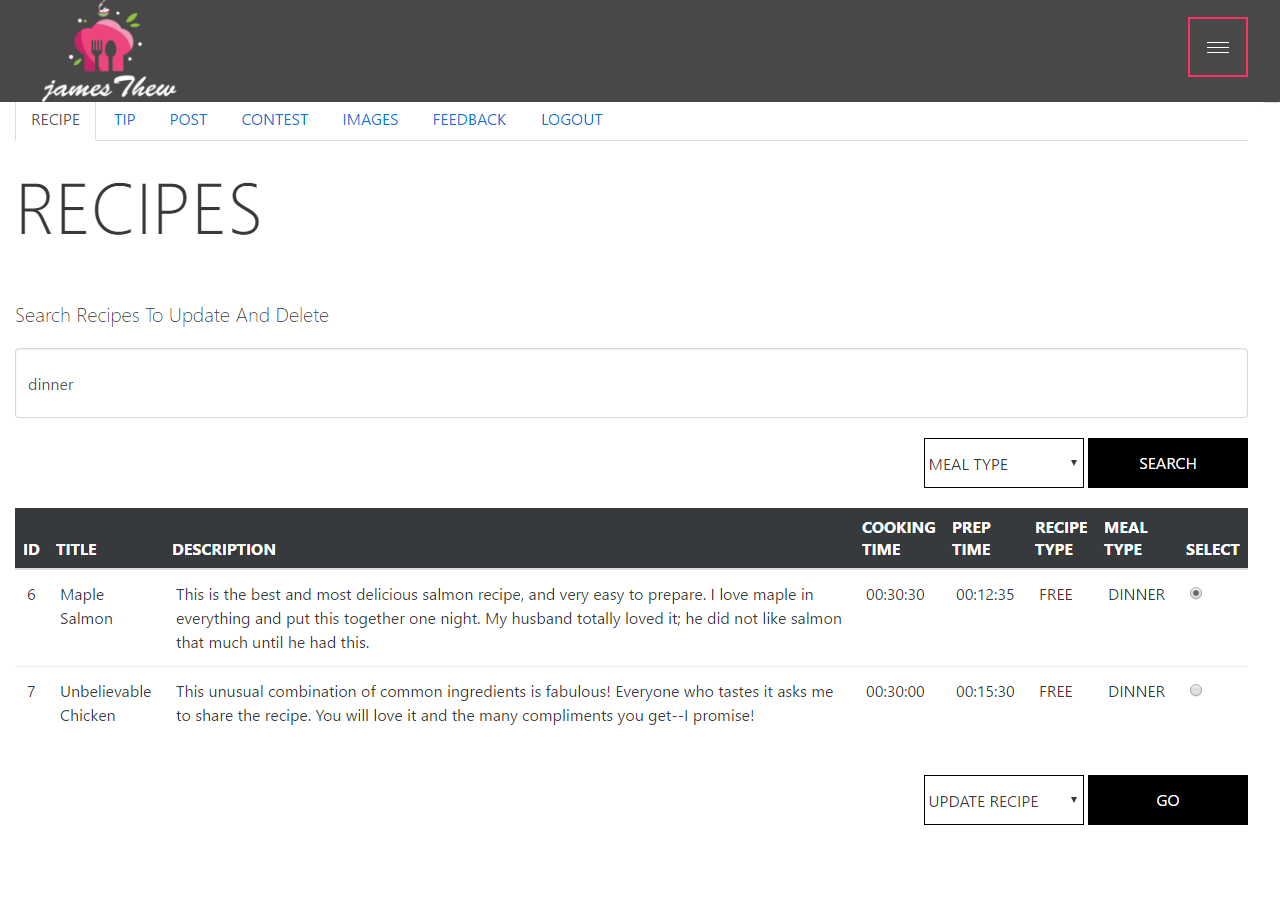 james Thew
RECIPE TIP POST CONTEST IMAGES FEEDBACK LOGOUT
RECIPES
Search Recipes To Update And Delete
dinner
MEAL TYPE SEARCH
ID TITLE DESCRIPTION COOKING TIME PREP TIME RECIPE TYPE MEAL TYPE SELECT
6 Maple Salmon This is the best and most delicious salmon recipe, and very easy to prepare. I love maple in 00:30:30 00:12:35 FREE DINNER
everything and put this together one night. My husband totally loved it; he did not like salmon
that much until he had this.
7 Unbelievable Chicken This unusual combination of common ingredients is fabulous! Everyone who tastes it asks me 00:30:00 00:15:30 FREE DINNER
to share the recipe. You will love it and the many compliments you get--I promise!
UPDATE RECIPE GO